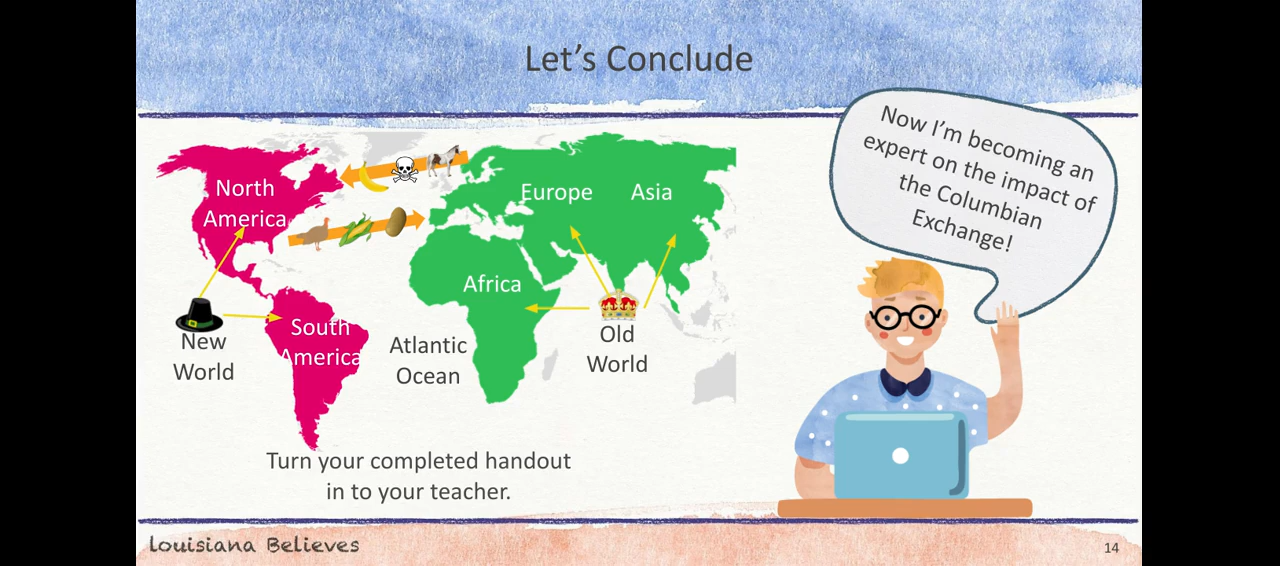 Let's Conclude
Now I'm becoming an
expert on the impact of
the Columbian
Exchange!
North
America
Europe
Asia
Africa
South
America
New
World
Atlantic
Ocean
Old
World
Turn your completed handout
in to your teacher.
Louisiana Believes
14